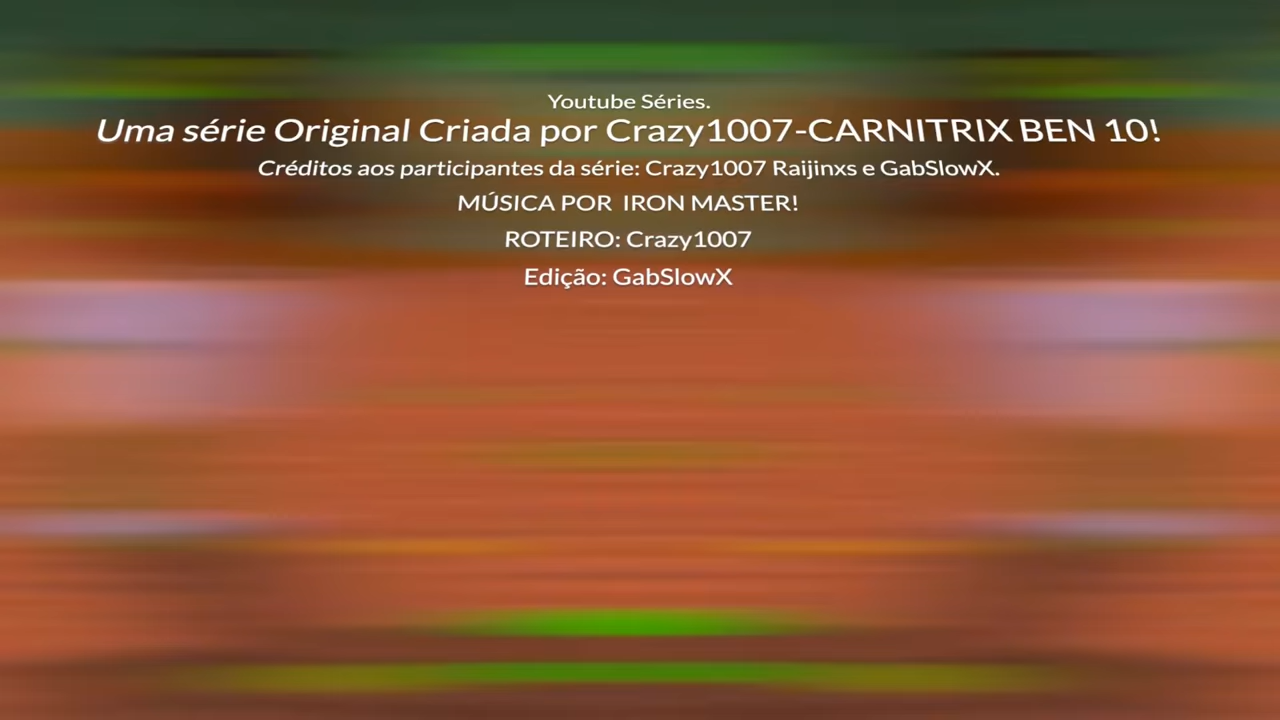 Youtube Séries.
Uma série Original Criada por Crazy1007-CARNITRIX BEN 10!
Créditos aos participantes da série: Crazy1007 Raijinxs e GabSlowX.
MÚSICA POR IRON MASTER!
ROTEIRO: Crazy1007
Edição: GabSlowX